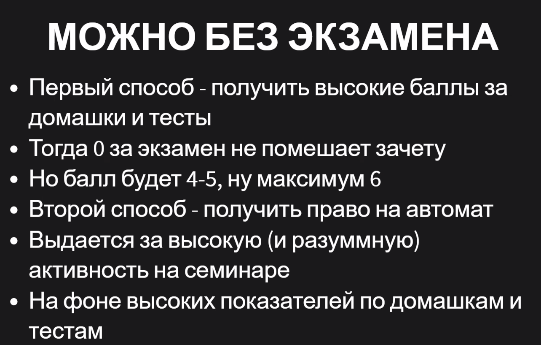 МОЖНО БЕЗ ЭКЗАМЕНА
• Первый способ - получить высокие баллы за
домашки и тесты
• Тогда 0 за экзамен не помешает зачету
• Но балл будет 4-5, ну максимум 6
• Второй способ - получить право на автомат
• Выдается за высокую (и разуммную)
активность на семинаре
• На фоне высоких показателей по домашкам и
тестам